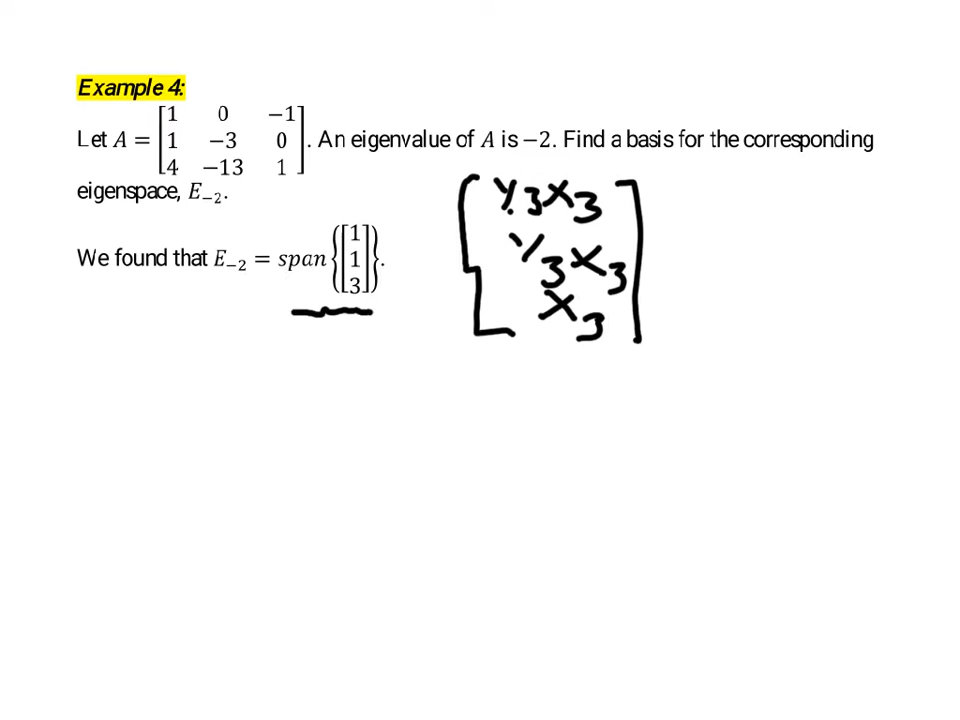 Example 4:
Let A = [1 0 −1; 1 −3 0; 4 −13 1]. An eigenvalue of A is −2. Find a basis for the corresponding
eigenspace, E₋₂.
We found that E₋₂ = span {[1; 1; 3]}.
[1/3 x₃
1/3 x₃
x₃]